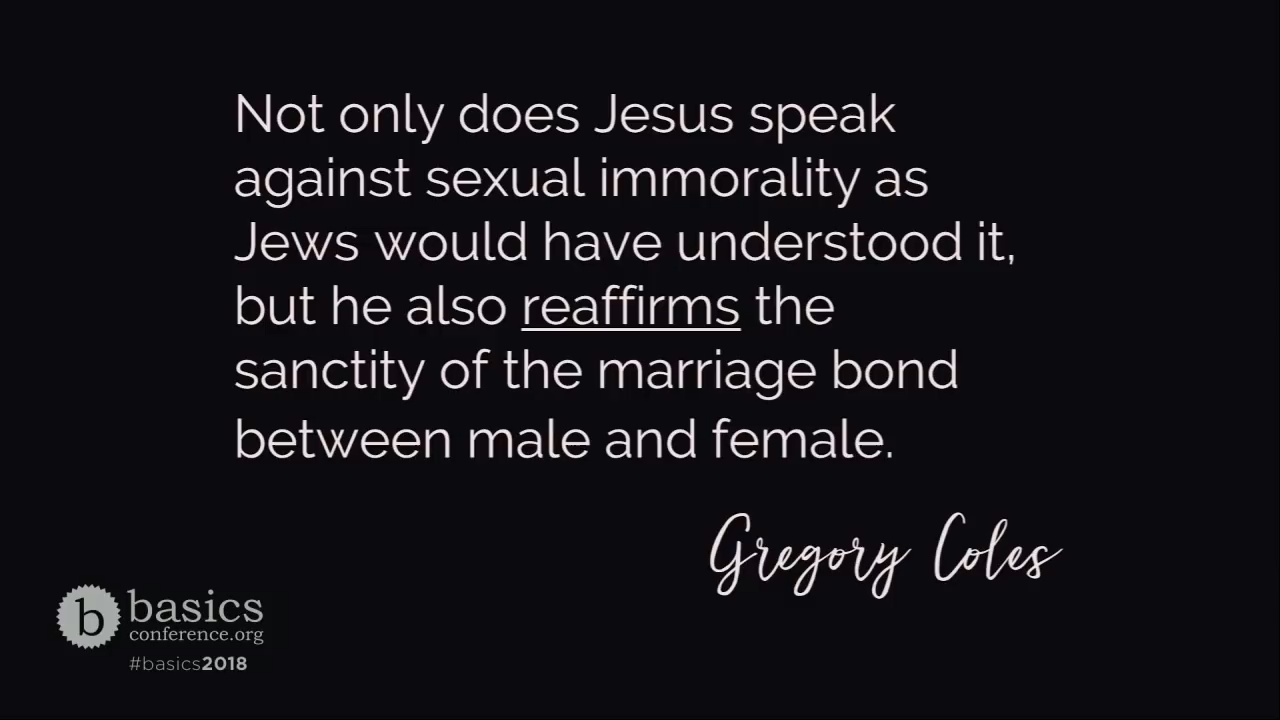 Not only does Jesus speak
against sexual immorality as
Jews would have understood it,
but he also reaffirms the
sanctity of the marriage bond
between male and female.
Gregory Coles
b basics
conference.org
#basics2018